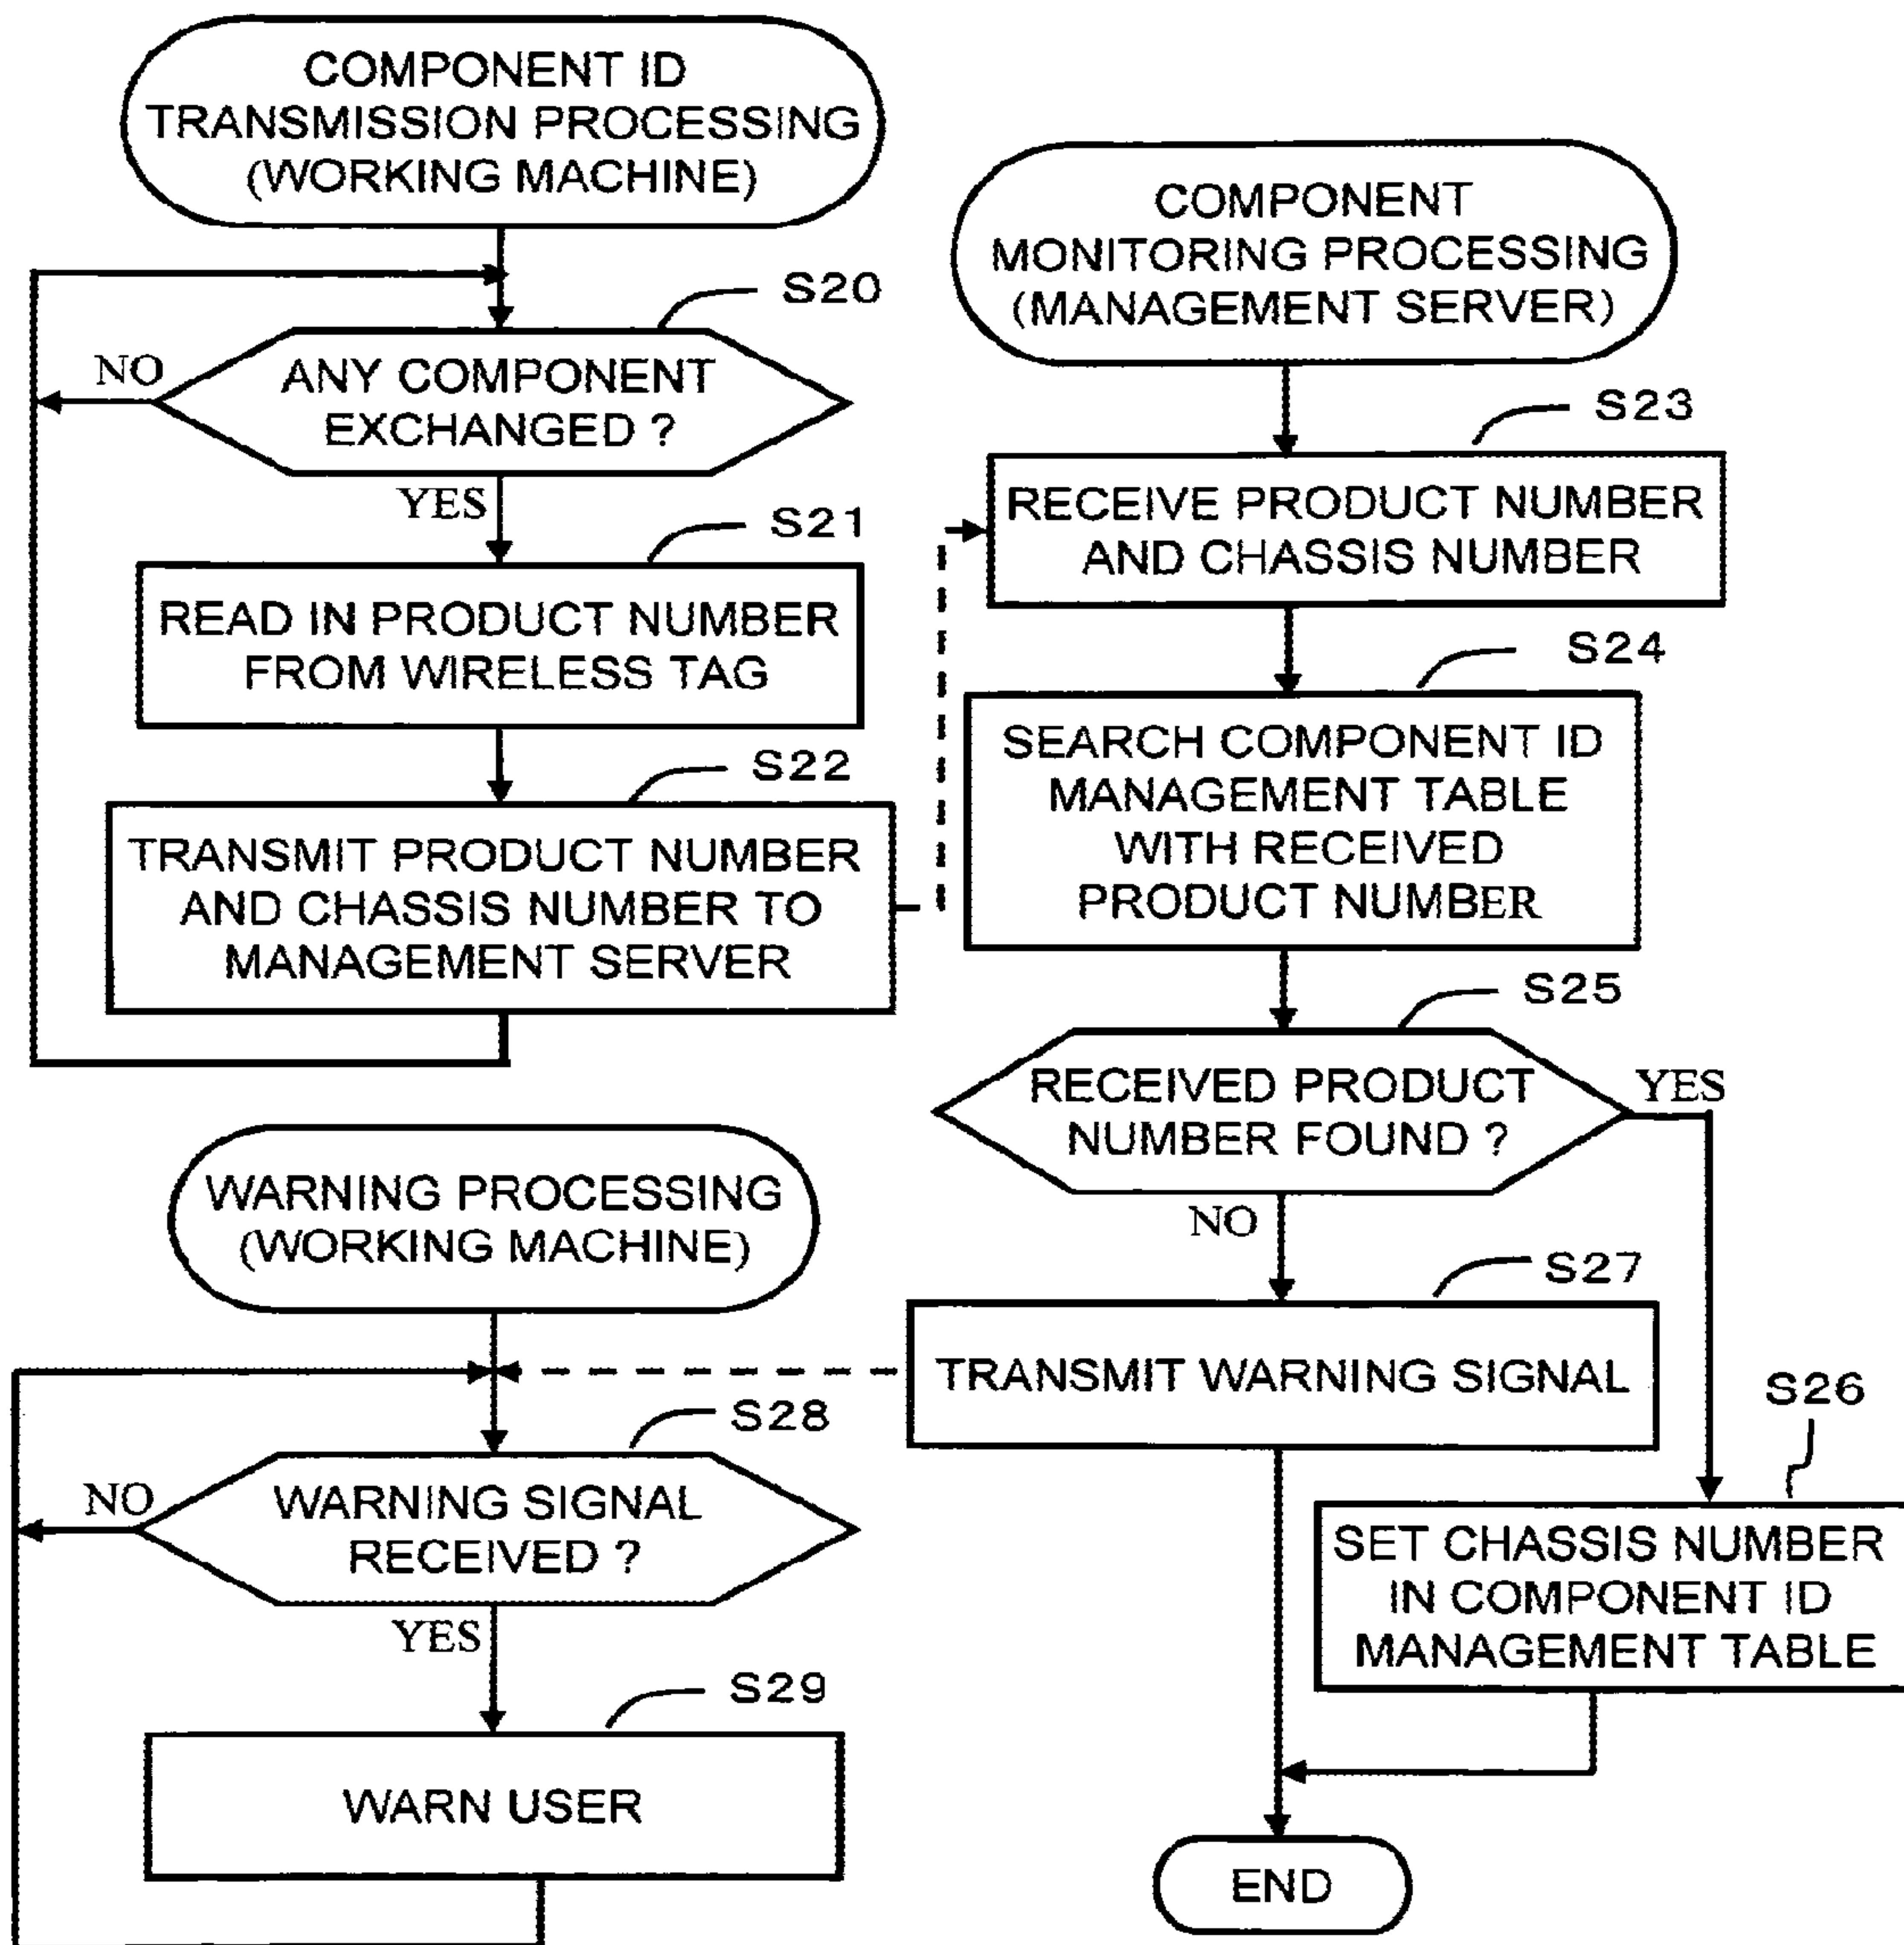 COMPONENT ID
TRANSMISSION PROCESSING
(WORKING MACHINE)
S20
NO
ANY COMPONENT
EXCHANGED ?
YES
S21
READ IN PRODUCT NUMBER
FROM WIRELESS TAG
S22
TRANSMIT PRODUCT NUMBER
AND CHASSIS NUMBER TO
MANAGEMENT SERVER
COMPONENT
MONITORING PROCESSING
(MANAGEMENT SERVER)
S23
RECEIVE PRODUCT NUMBER
AND CHASSIS NUMBER
S24
SEARCH COMPONENT ID
MANAGEMENT TABLE
WITH RECEIVED
PRODUCT NUMBER
S25
RECEIVED PRODUCT
NUMBER FOUND ?
YES
NO
S27
TRANSMIT WARNING SIGNAL
S26
SET CHASSIS NUMBER
IN COMPONENT ID
MANAGEMENT TABLE
END
WARNING PROCESSING
(WORKING MACHINE)
S28
NO
WARNING SIGNAL
RECEIVED ?
YES
S29
WARN USER